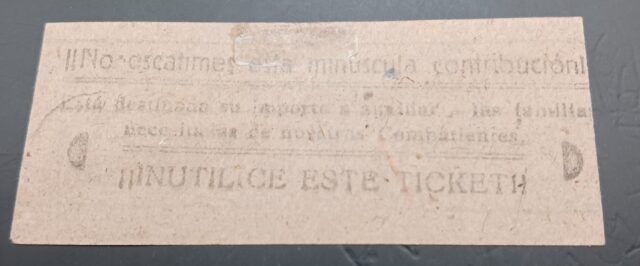 ¡¡No escatimes esta minúscula contribución!
Está destinado su importe a auxiliar a las familias
necesitadas de nuestros Combatientes.
¡¡INUTILICE ESTE TICKET!!